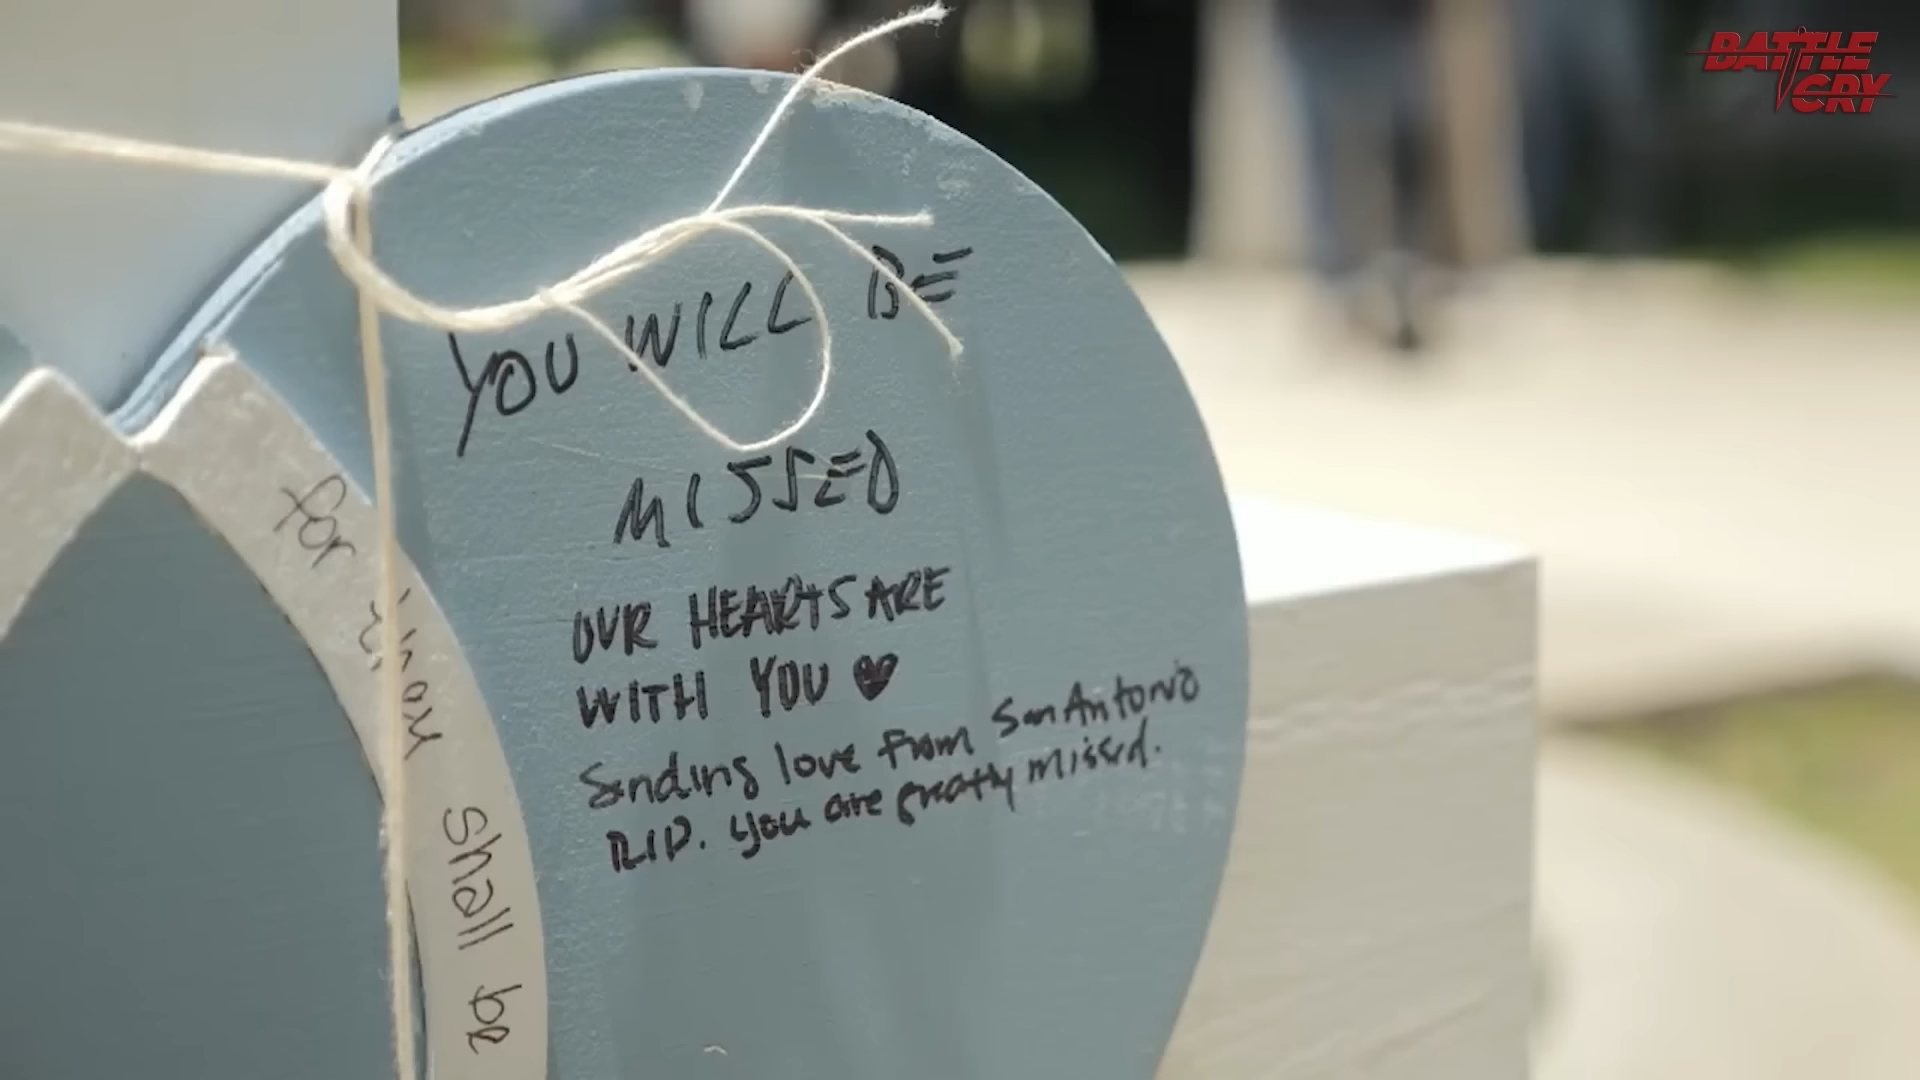 BATTLE
CRY
YOU WILL BE
MISSED
OUR HEARTS ARE
WITH YOU ♥
Sending love from San Antonio
RIP. You are greatly missed.
for they shall be